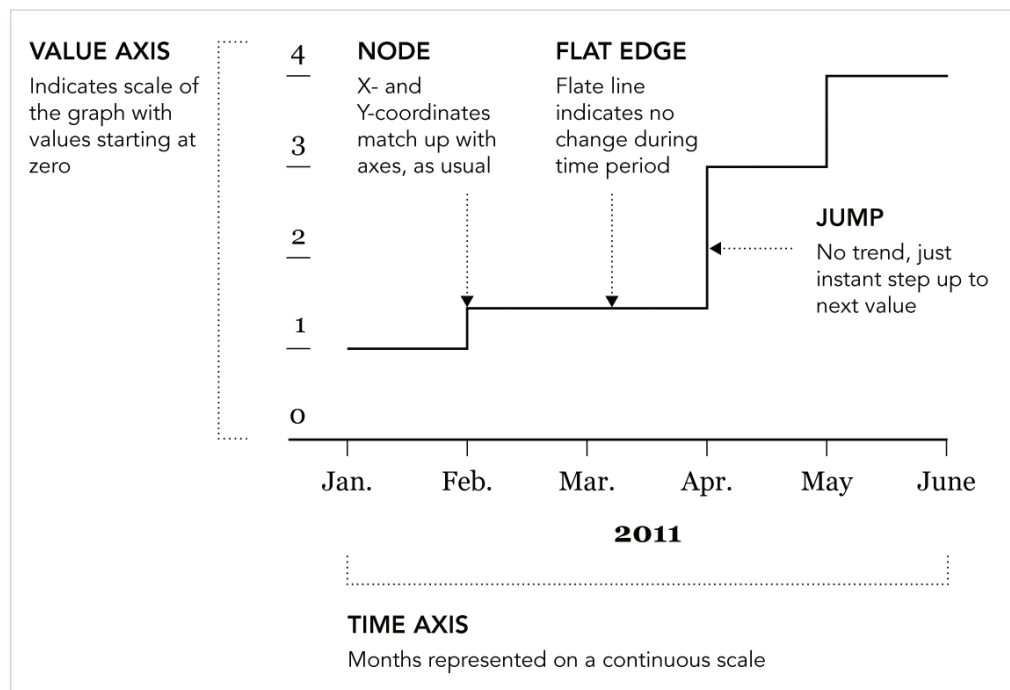 VALUE AXIS
Indicates scale of
the graph with
values starting at
zero
4
3
2
1
0
NODE
X- and
Y-coordinates
match up with
axes, as usual
FLAT EDGE
Flate line
indicates no
change during
time period
JUMP
No trend, just
instant step up to
next value
Jan. Feb. Mar. Apr. May June
2011
TIME AXIS
Months represented on a continuous scale